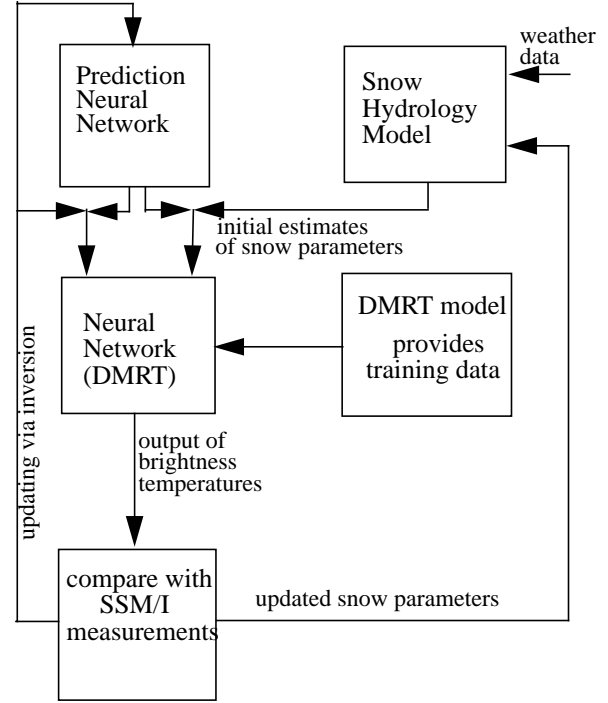 Prediction
Neural
Network
Snow
Hydrology
Model
weather
data
initial estimates
of snow parameters
Neural
Network
(DMRT)
DMRT model
provides
training data
updating via inversion
output of
brightness
temperatures
compare with
SSM/I
measurements
updated snow parameters